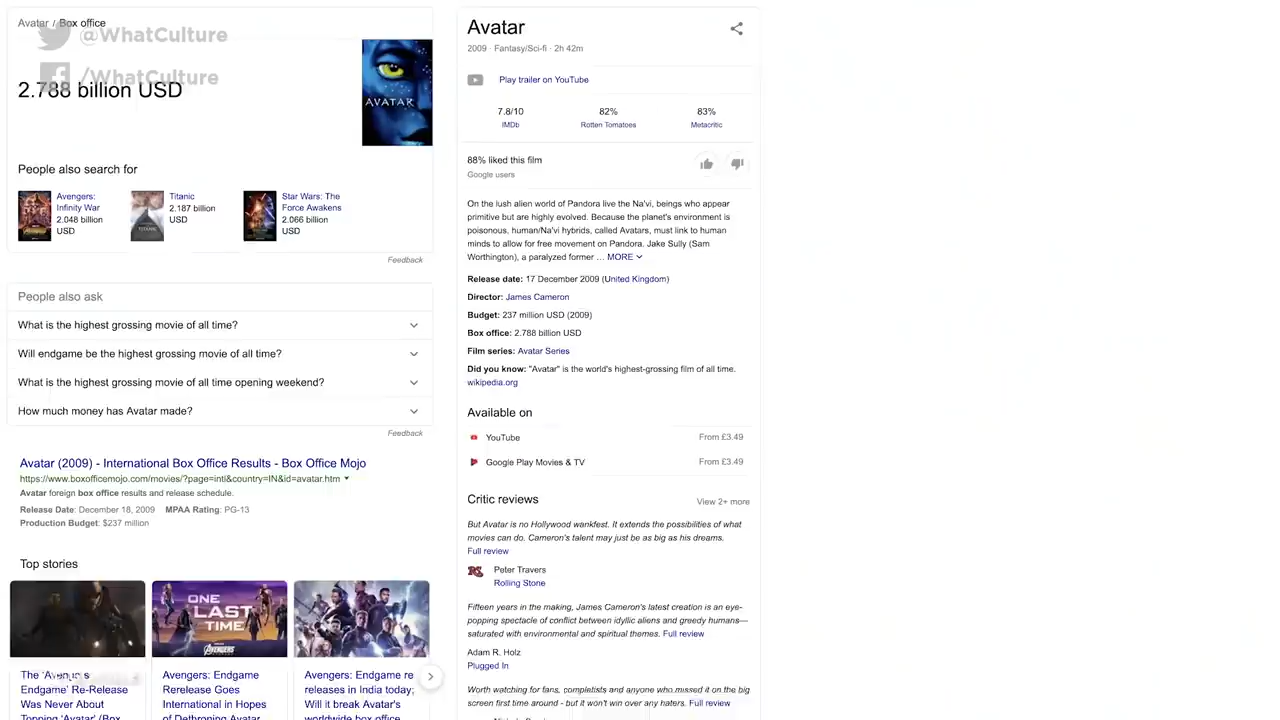 Avatar / Box office
@WhatCulture
/WhatCulture
2.788 billion USD
AVATAR
People also search for
Avengers:
Infinity War
2.048 billion
USD
Titanic
2.187 billion
USD
Star Wars: The
Force Awakens
2.066 billion
USD
Feedback
People also ask
What is the highest grossing movie of all time?
Will endgame be the highest grossing movie of all time?
What is the highest grossing movie of all time opening weekend?
How much money has Avatar made?
Feedback
Avatar (2009) - International Box Office Results - Box Office Mojo
https://www.boxofficemojo.com/movies/?page=intl&country=IN&id=avatar.htm
Avatar foreign box office results and release schedule.
Release Date: December 18, 2009 MPAA Rating: PG-13
Production Budget: $237 million
Top stories
ONE
LAST
TIME
AVENGERS
The 'Avengers
Endgame' Re-Release
Was Never About
Topping 'Avatar' (Box
Avengers: Endgame
Rerelease Goes
International in Hopes
of Dethroning Avatar
Avengers: Endgame re
releases in India today;
Will it break Avatar's
worldwide box office
Avatar
2009 · Fantasy/Sci-fi · 2h 42m
Play trailer on YouTube
7.8/10
IMDb
82%
Rotten Tomatoes
83%
Metacritic
88% liked this film
Google users
On the lush alien world of Pandora live the Na'vi, beings who appear
primitive but are highly evolved. Because the planet's environment is
poisonous, human/Na'vi hybrids, called Avatars, must link to human
minds to allow for free movement on Pandora. Jake Sully (Sam
Worthington), a paralyzed former … MORE
Release date: 17 December 2009 (United Kingdom)
Director: James Cameron
Budget: 237 million USD (2009)
Box office: 2.788 billion USD
Film series: Avatar Series
Did you know: "Avatar" is the world's highest-grossing film of all time.
wikipedia.org
Available on
YouTube From £3.49
Google Play Movies & TV From £3.49
Critic reviews View 2+ more
But Avatar is no Hollywood wankfest. It extends the possibilities of what
movies can do. Cameron's talent may just be as big as his dreams.
Full review
Peter Travers
Rolling Stone
Fifteen years in the making, James Cameron's latest creation is an eye-
popping spectacle of conflict between idyllic aliens and greedy humans—
saturated with environmental and spiritual themes. Full review
Adam R. Holz
Plugged In
Worth watching for fans, completists and anyone who missed it on the big
screen first time around - but it won't win over any haters. Full review